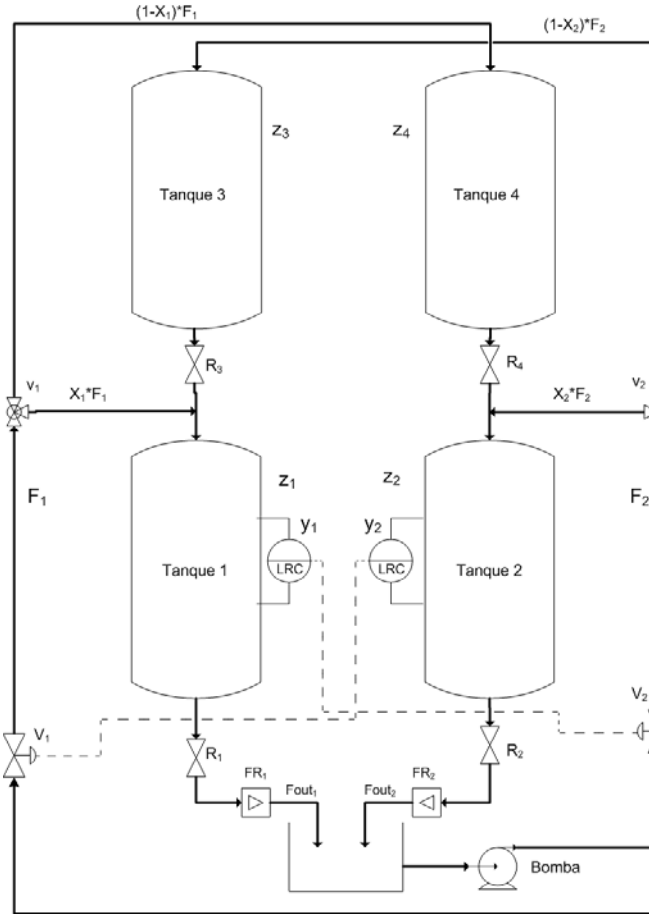 (1-X₁)*F₁
(1-X₂)*F₂
z₃
z₄
Tanque 3
Tanque 4
R₃
R₄
v₁
X₁*F₁
X₂*F₂
v₂
F₁
z₁
z₂
F₂
y₁
y₂
Tanque 1
LRC
LRC
Tanque 2
V₁
V₂
R₁
R₂
FR₁
Fout₁
Fout₂
FR₂
Bomba